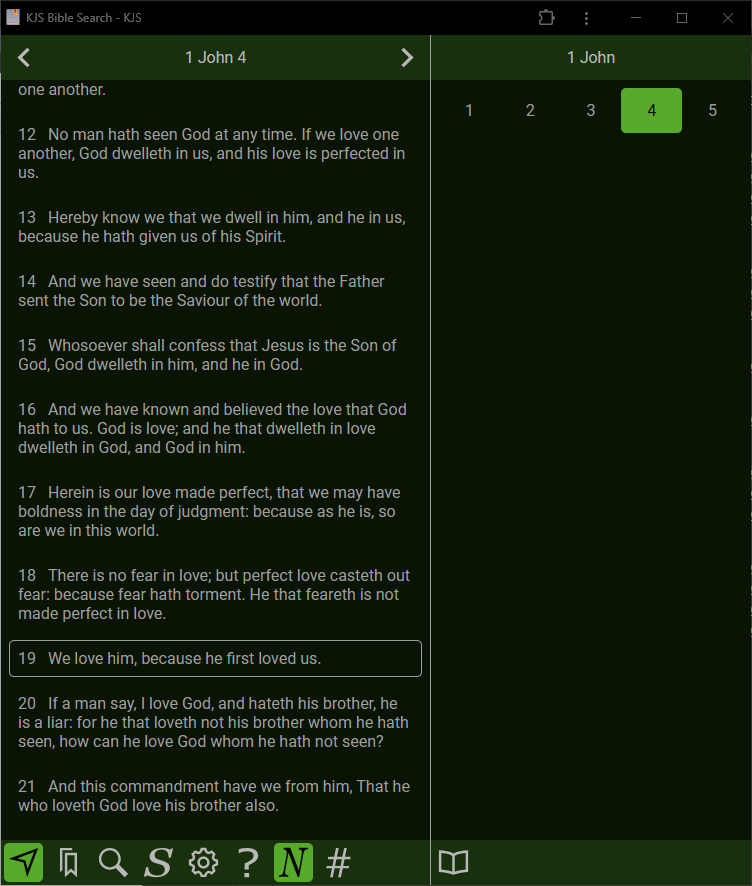 KJS Bible Search - KJS
1 John 4
one another.
12 No man hath seen God at any time. If we love one
another, God dwelleth in us, and his love is perfected in
us.
13 Hereby know we that we dwell in him, and he in us,
because he hath given us of his Spirit.
14 And we have seen and do testify that the Father
sent the Son to be the Saviour of the world.
15 Whosoever shall confess that Jesus is the Son of
God, God dwelleth in him, and he in God.
16 And we have known and believed the love that God
hath to us. God is love; and he that dwelleth in love
dwelleth in God, and God in him.
17 Herein is our love made perfect, that we may have
boldness in the day of judgment: because as he is, so
are we in this world.
18 There is no fear in love; but perfect love casteth out
fear: because fear hath torment. He that feareth is not
made perfect in love.
19 We love him, because he first loved us.
20 If a man say, I love God, and hateth his brother, he
is a liar: for he that loveth not his brother whom he hath
seen, how can he love God whom he hath not seen?
21 And this commandment have we from him, That he
who loveth God love his brother also.
S ? N #
1 John
1 2 3 4 5